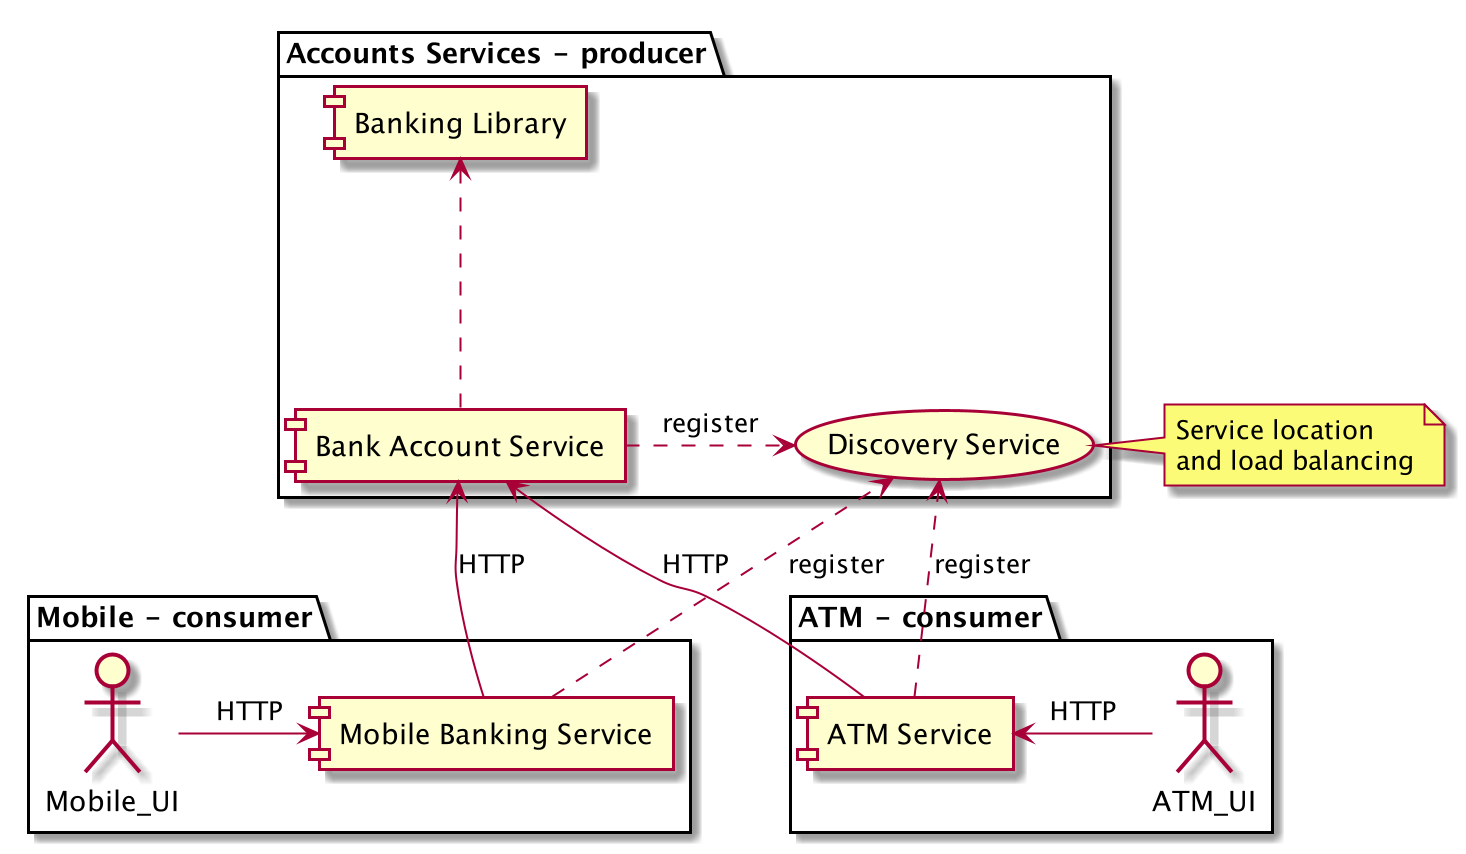 Accounts Services - producer
Banking Library
Bank Account Service
register
Discovery Service
Service location
and load balancing
HTTP
HTTP
register
register
Mobile - consumer
ATM - consumer
HTTP
Mobile Banking Service
Mobile_UI
ATM Service
HTTP
ATM_UI